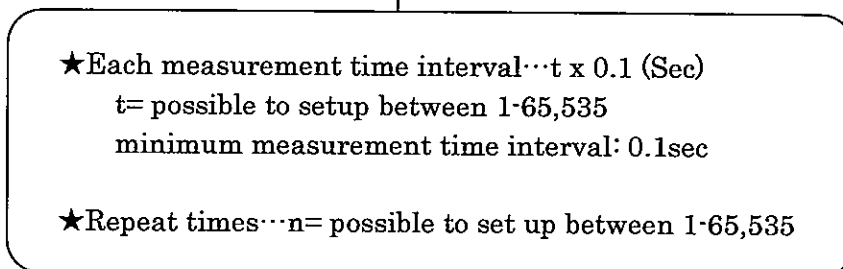 ★Each measurement time interval⋯t x 0.1 (Sec)
t= possible to setup between 1-65,535
minimum measurement time interval: 0.1sec
★Repeat times⋯n= possible to set up between 1-65,535